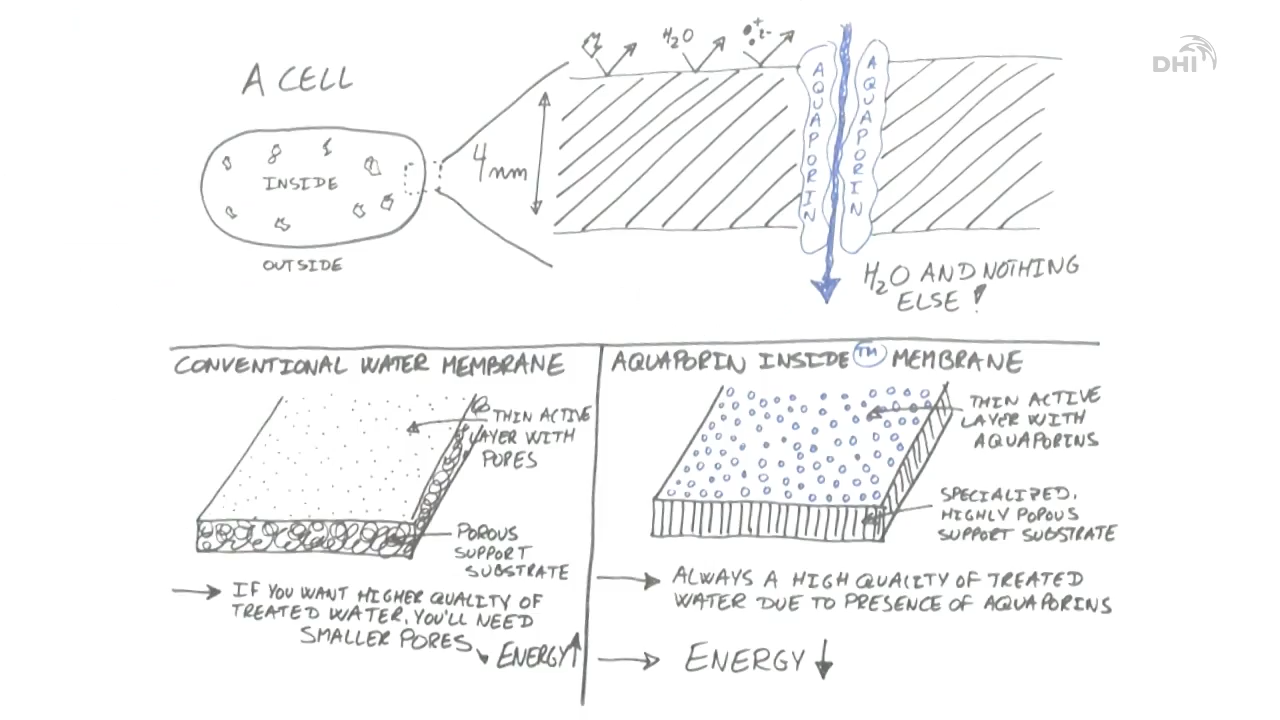 DHI
A CELL
INSIDE
OUTSIDE
4nm
H2O
+
e-
AQUAPORIN
AQUAPORIN
H2O AND NOTHING
ELSE!
CONVENTIONAL WATER MEMBRANE
THIN ACTIVE
LAYER WITH
PORES
POROUS
SUPPORT
SUBSTRATE
IF YOU WANT HIGHER QUALITY OF
TREATED WATER, YOU'LL NEED
SMALLER PORES
ENERGY
AQUAPORIN INSIDE TM MEMBRANE
THIN ACTIVE
LAYER WITH
AQUAPORINS
SPECIALIZED,
HIGHLY POROUS
SUPPORT SUBSTRATE
ALWAYS A HIGH QUALITY OF TREATED
WATER DUE TO PRESENCE OF AQUAPORINS
ENERGY